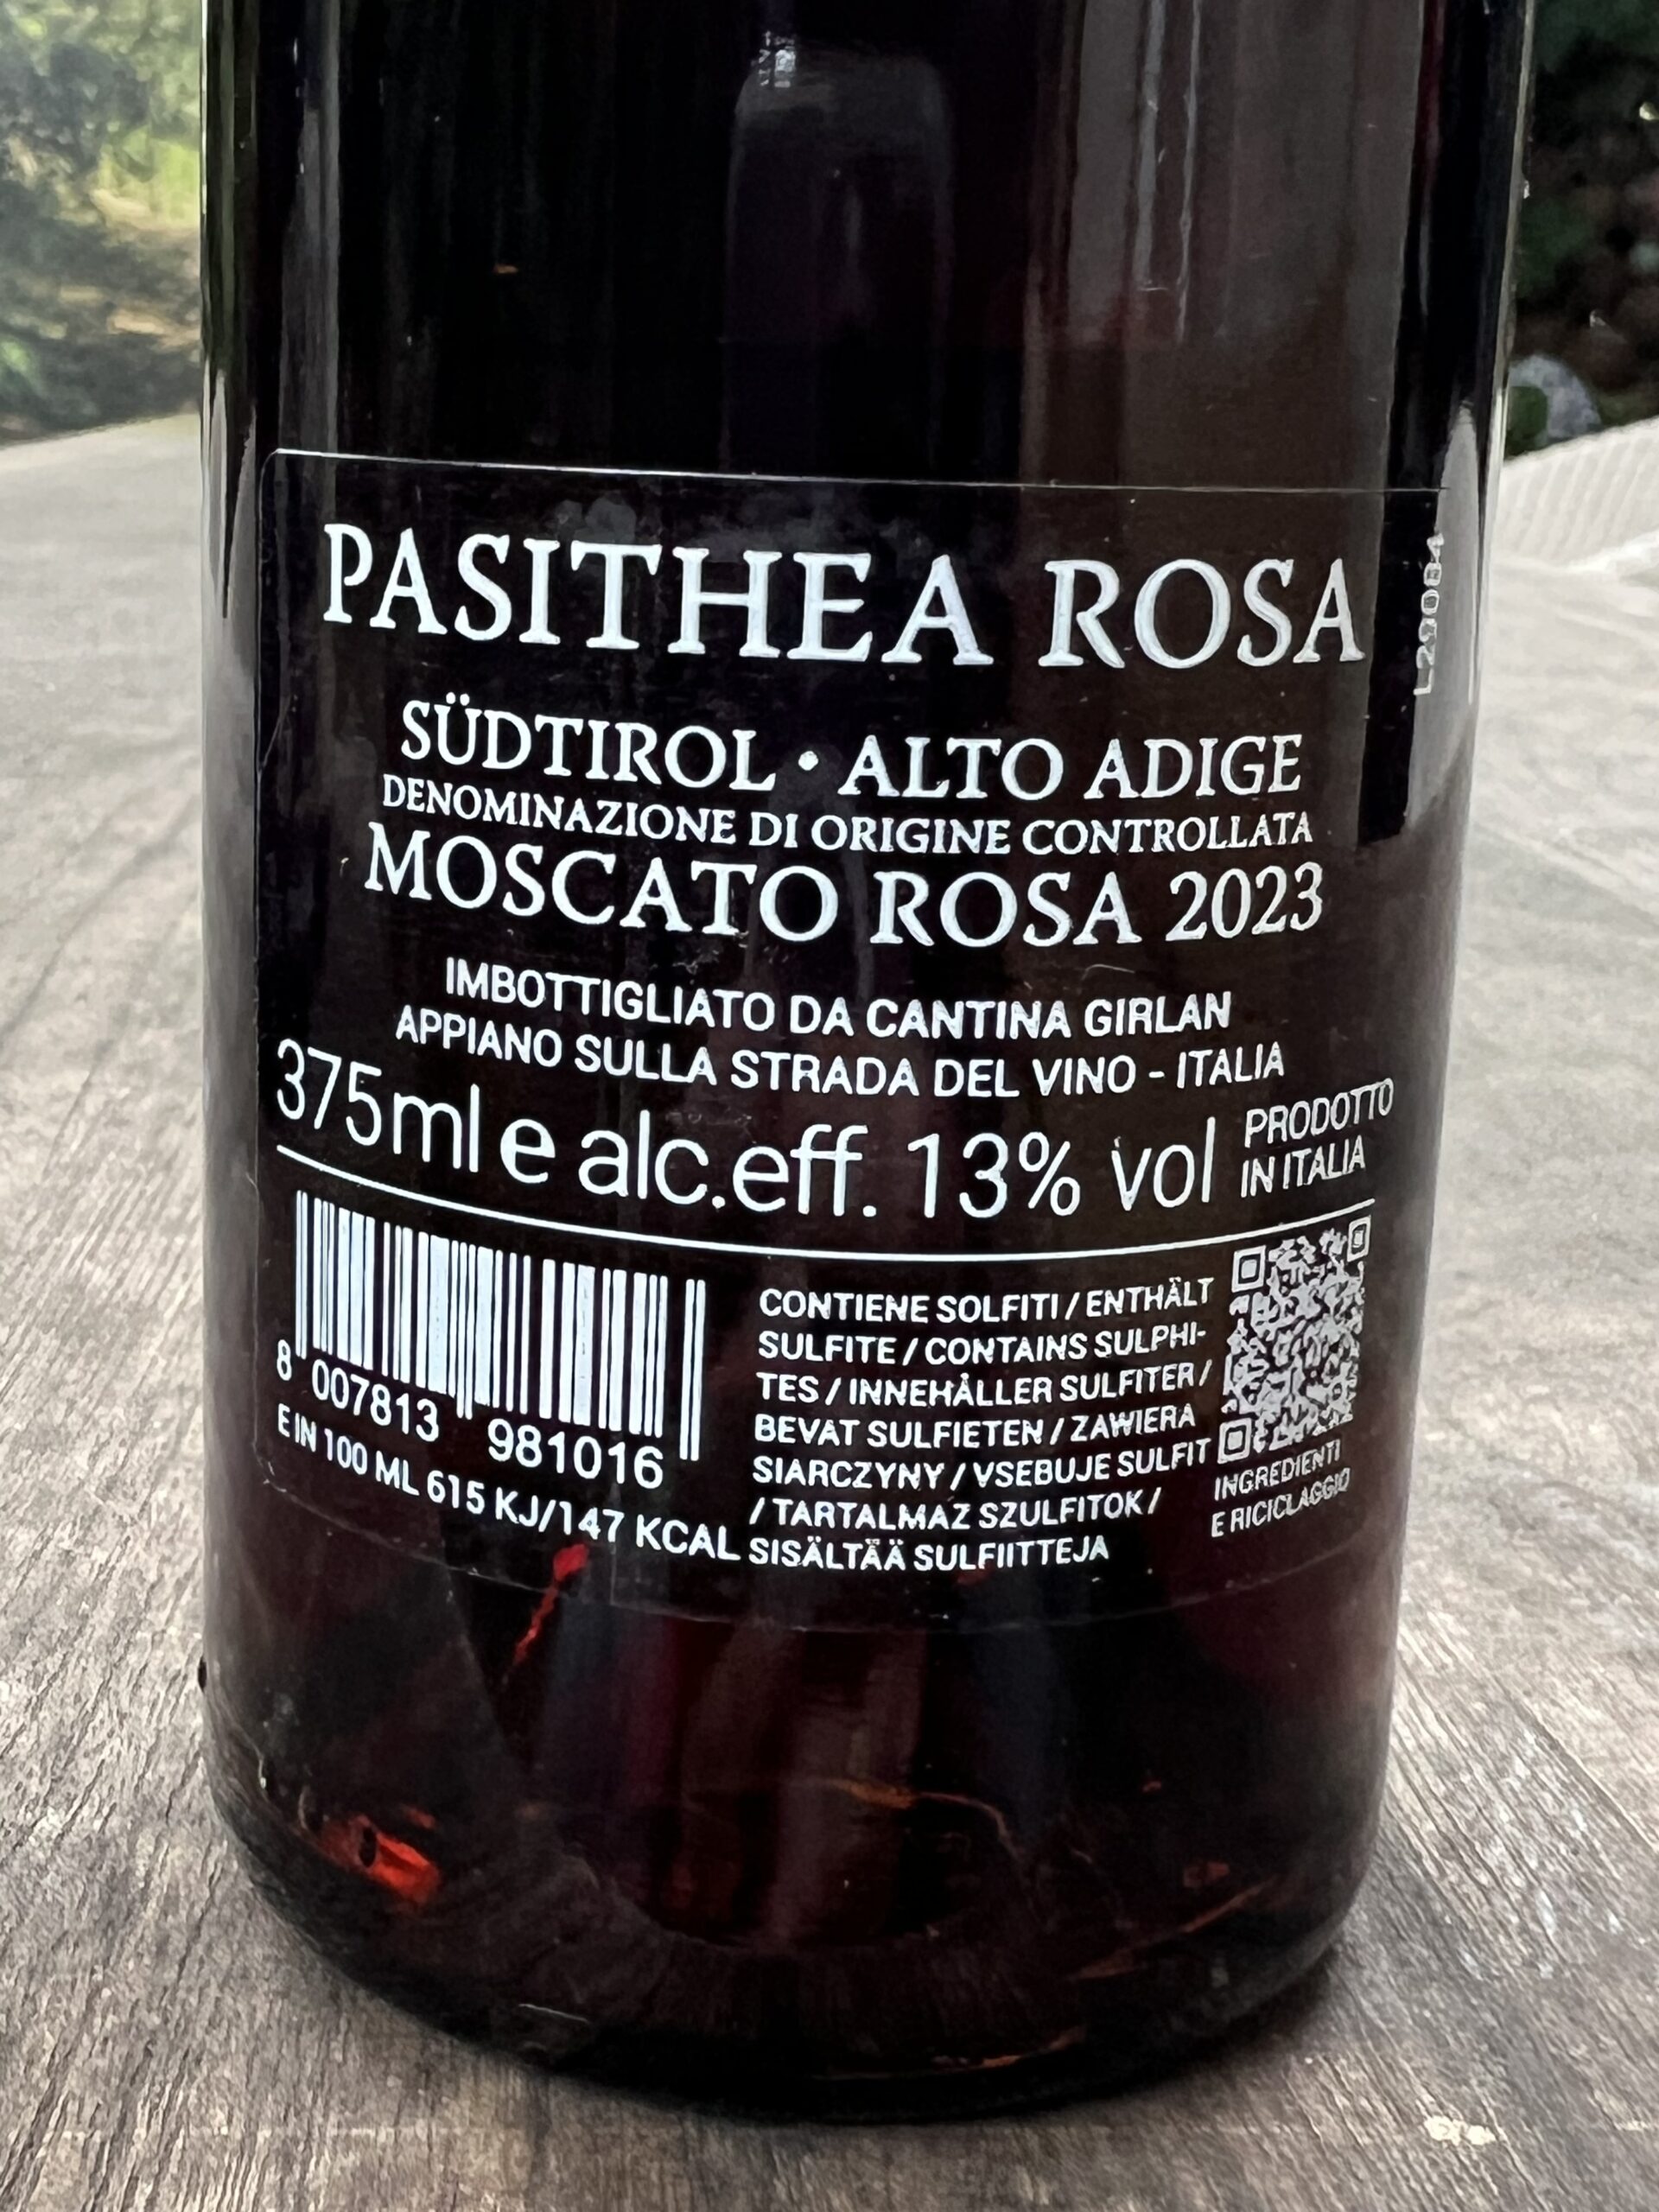 PASITHEA ROSA
SÜDTIROL • ALTO ADIGE
DENOMINAZIONE DI ORIGINE CONTROLLATA
MOSCATO ROSA 2023
IMBOTTIGLIATO DA CANTINA GIRLAN
APPIANO SULLA STRADA DEL VINO - ITALIA
375ml e alc.eff. 13% vol
PRODOTTO
IN ITALIA
8 007813 981016
E IN 100 ML 615 KJ/147 KCAL
CONTIENE SOLFITI / ENTHÄLT
SULFITE / CONTAINS SULPHI-
TES / INNEHÅLLER SULFITER /
BEVAT SULFIETEN / ZAWIERA
SIARCZYNY / VSEBUJE SULFIT
/ TARTALMAZ SZULFITOK /
SISÄLTÄÄ SULFIITTEJA
INGREDIENTI
E RICICLAGGIO